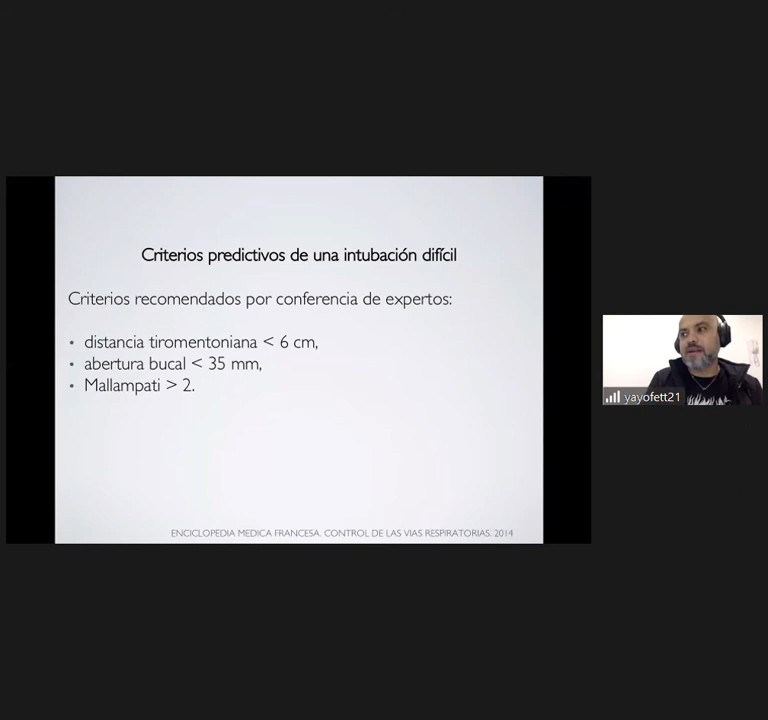 Criterios predictivos de una intubación difícil
Criterios recomendados por conferencia de expertos:
• distancia tiromentoniana < 6 cm,
• abertura bucal < 35 mm,
• Mallampati > 2.
ENCICLOPEDIA MEDICA FRANCESA. CONTROL DE LAS VIAS RESPIRATORIAS. 2014
yayofett21